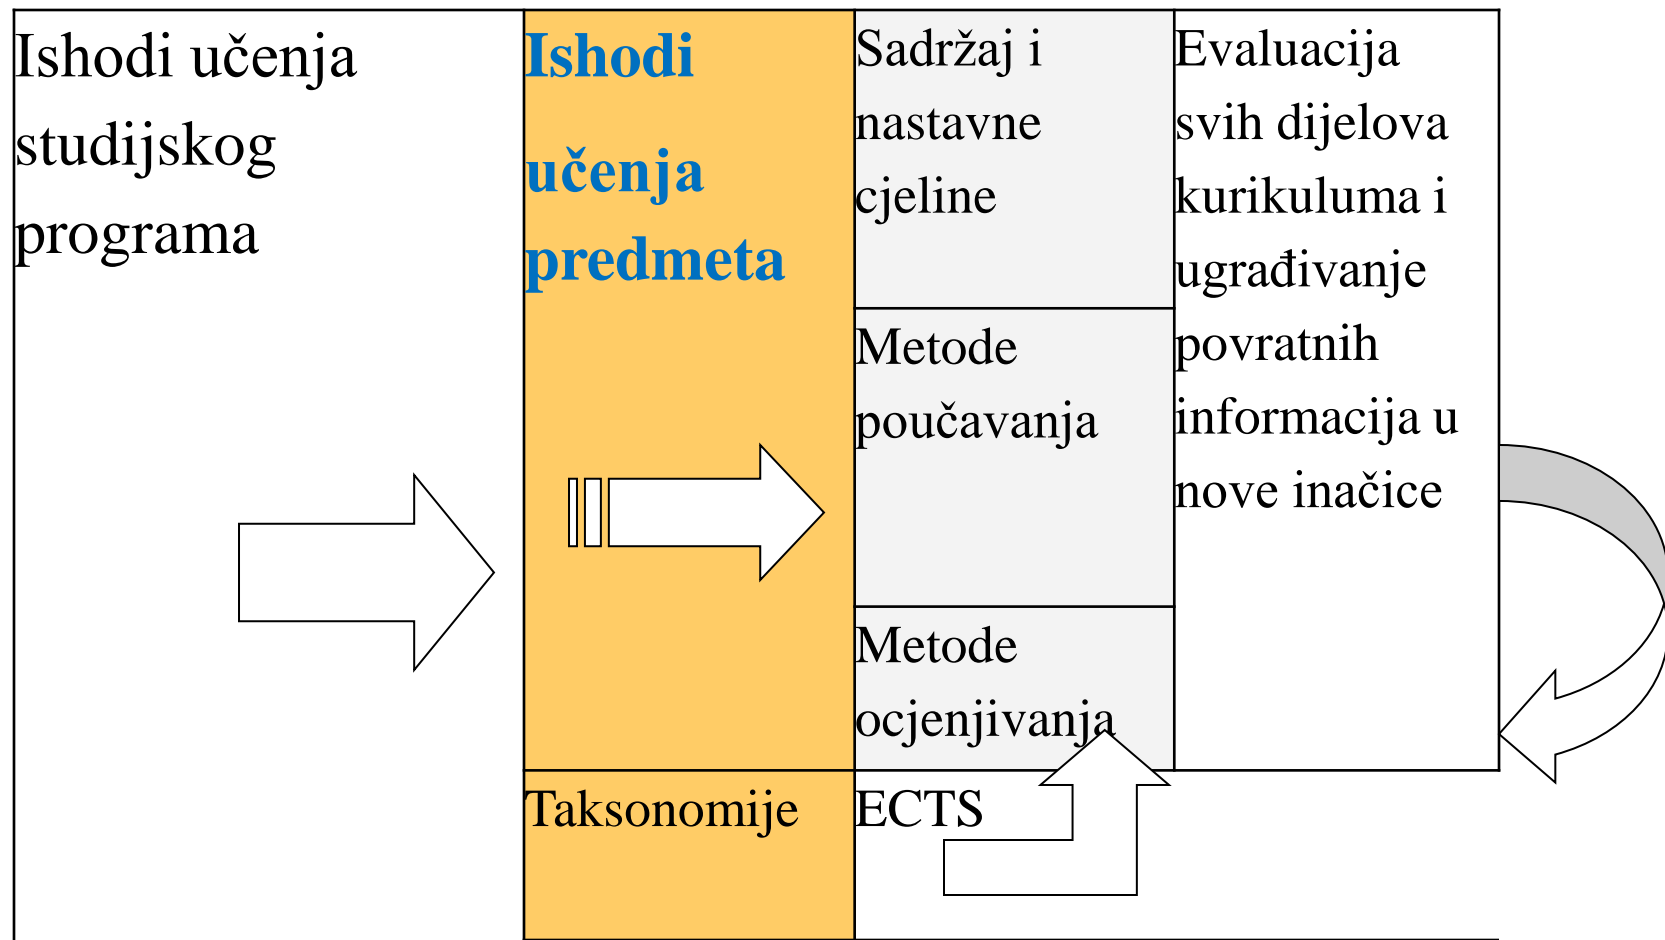 Ishodi učenja
studijskog
programa
Ishodi
učenja
predmeta
Sadržaj i
nastavne
cjeline
Metode
poučavanja
Metode
ocjenjivanja
Evaluacija
svih dijelova
kurikuluma i
ugrađivanje
povratnih
informacija u
nove inačice
Taksonomije
ECTS